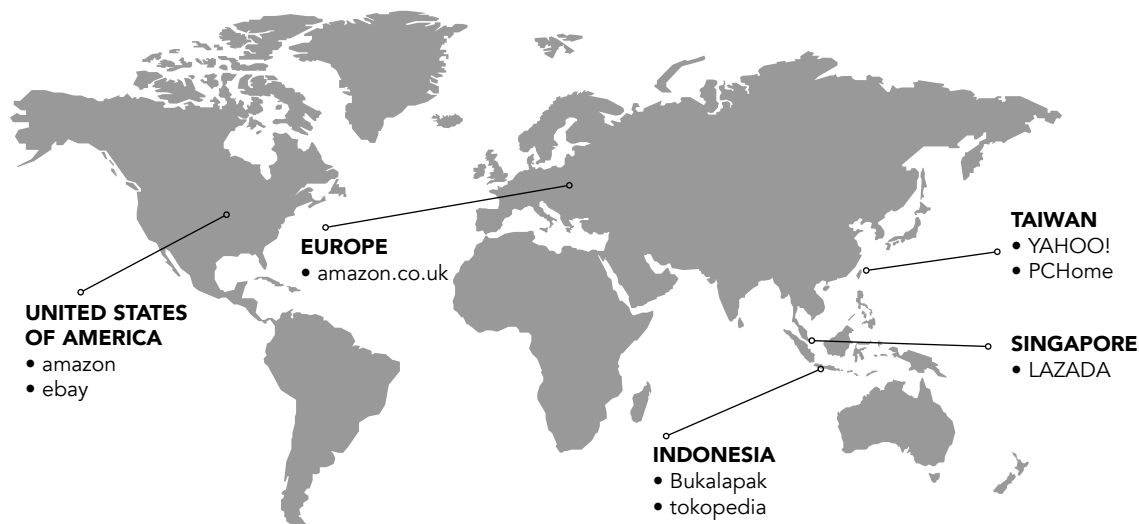 EUROPE
• amazon.co.uk
UNITED STATES
OF AMERICA
• amazon
• ebay
TAIWAN
• YAHOO!
• PCHome
SINGAPORE
• LAZADA
INDONESIA
• Bukalapak
• tokopedia